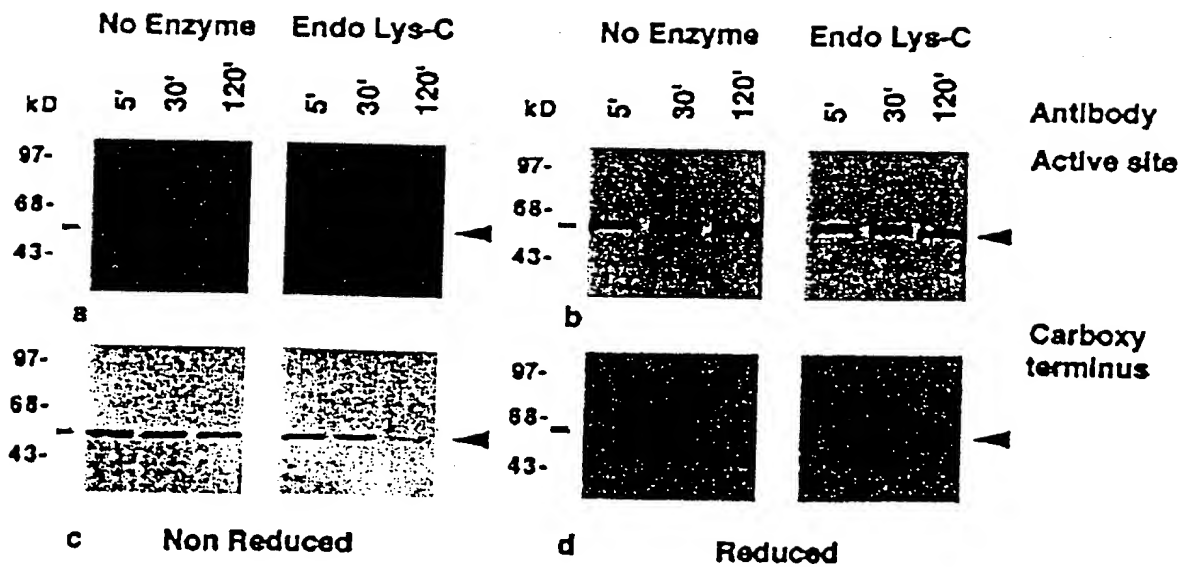 No Enzyme Endo Lys-C No Enzyme Endo Lys-C
kD 5' 30' 120' 5' 30' 120' kD 5' 30' 120' 5' 30' 120' Antibody
97- 97- Active site
68- 68-
43- 43-
a b
97- 97- Carboxy
terminus
68- 68-
43- 43-
c Non Reduced d Reduced